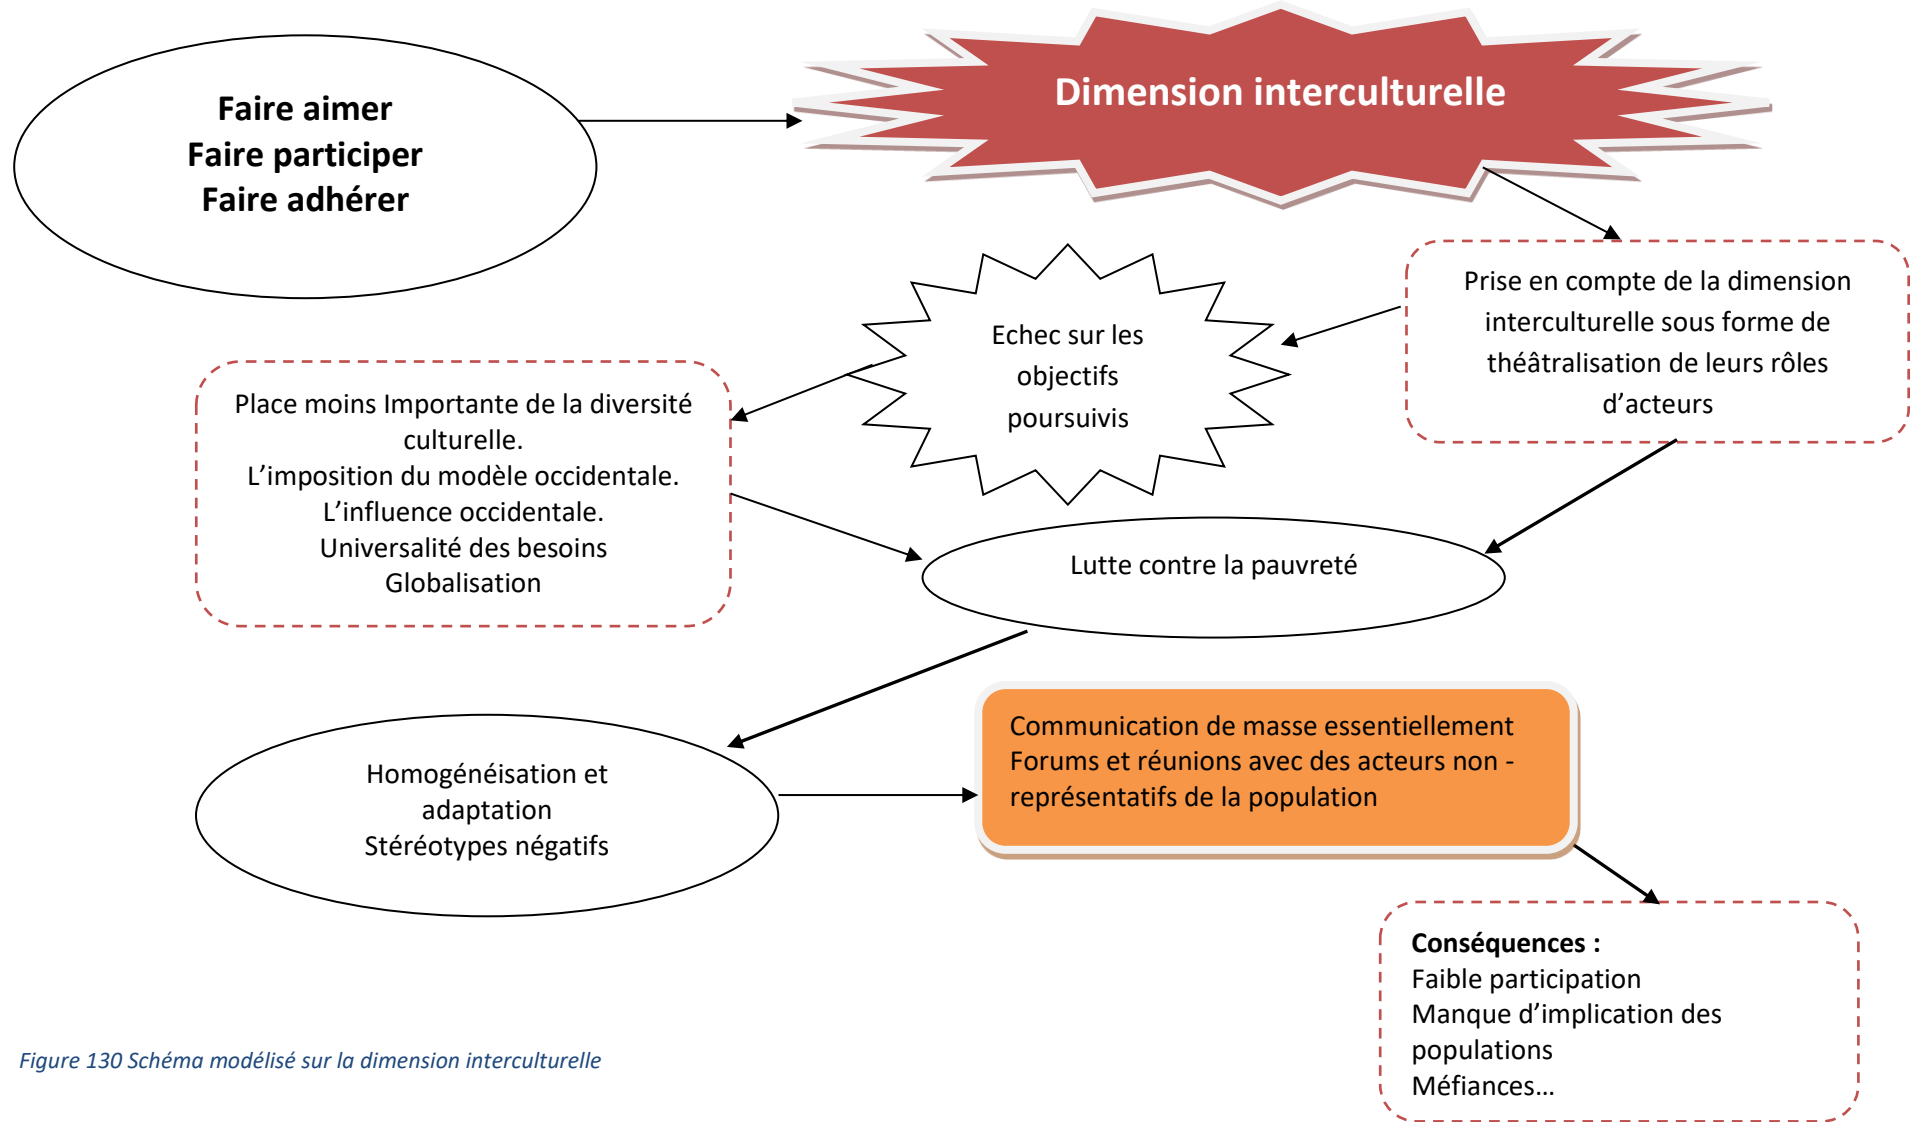 Faire aimer
Faire participer
Faire adhérer
Dimension interculturelle
Prise en compte de la dimension
interculturelle sous forme de
théâtralisation de leurs rôles
d’acteurs
Echec sur les
objectifs
poursuivis
Place moins Importante de la diversité
culturelle.
L’imposition du modèle occidentale.
L’influence occidentale.
Universalité des besoins
Globalisation
Lutte contre la pauvreté
Homogénéisation et
adaptation
Stéréotypes négatifs
Communication de masse essentiellement
Forums et réunions avec des acteurs non -
représentatifs de la population
Conséquences :
Faible participation
Manque d’implication des
populations
Méfiances…
Figure 130 Schéma modélisé sur la dimension interculturelle